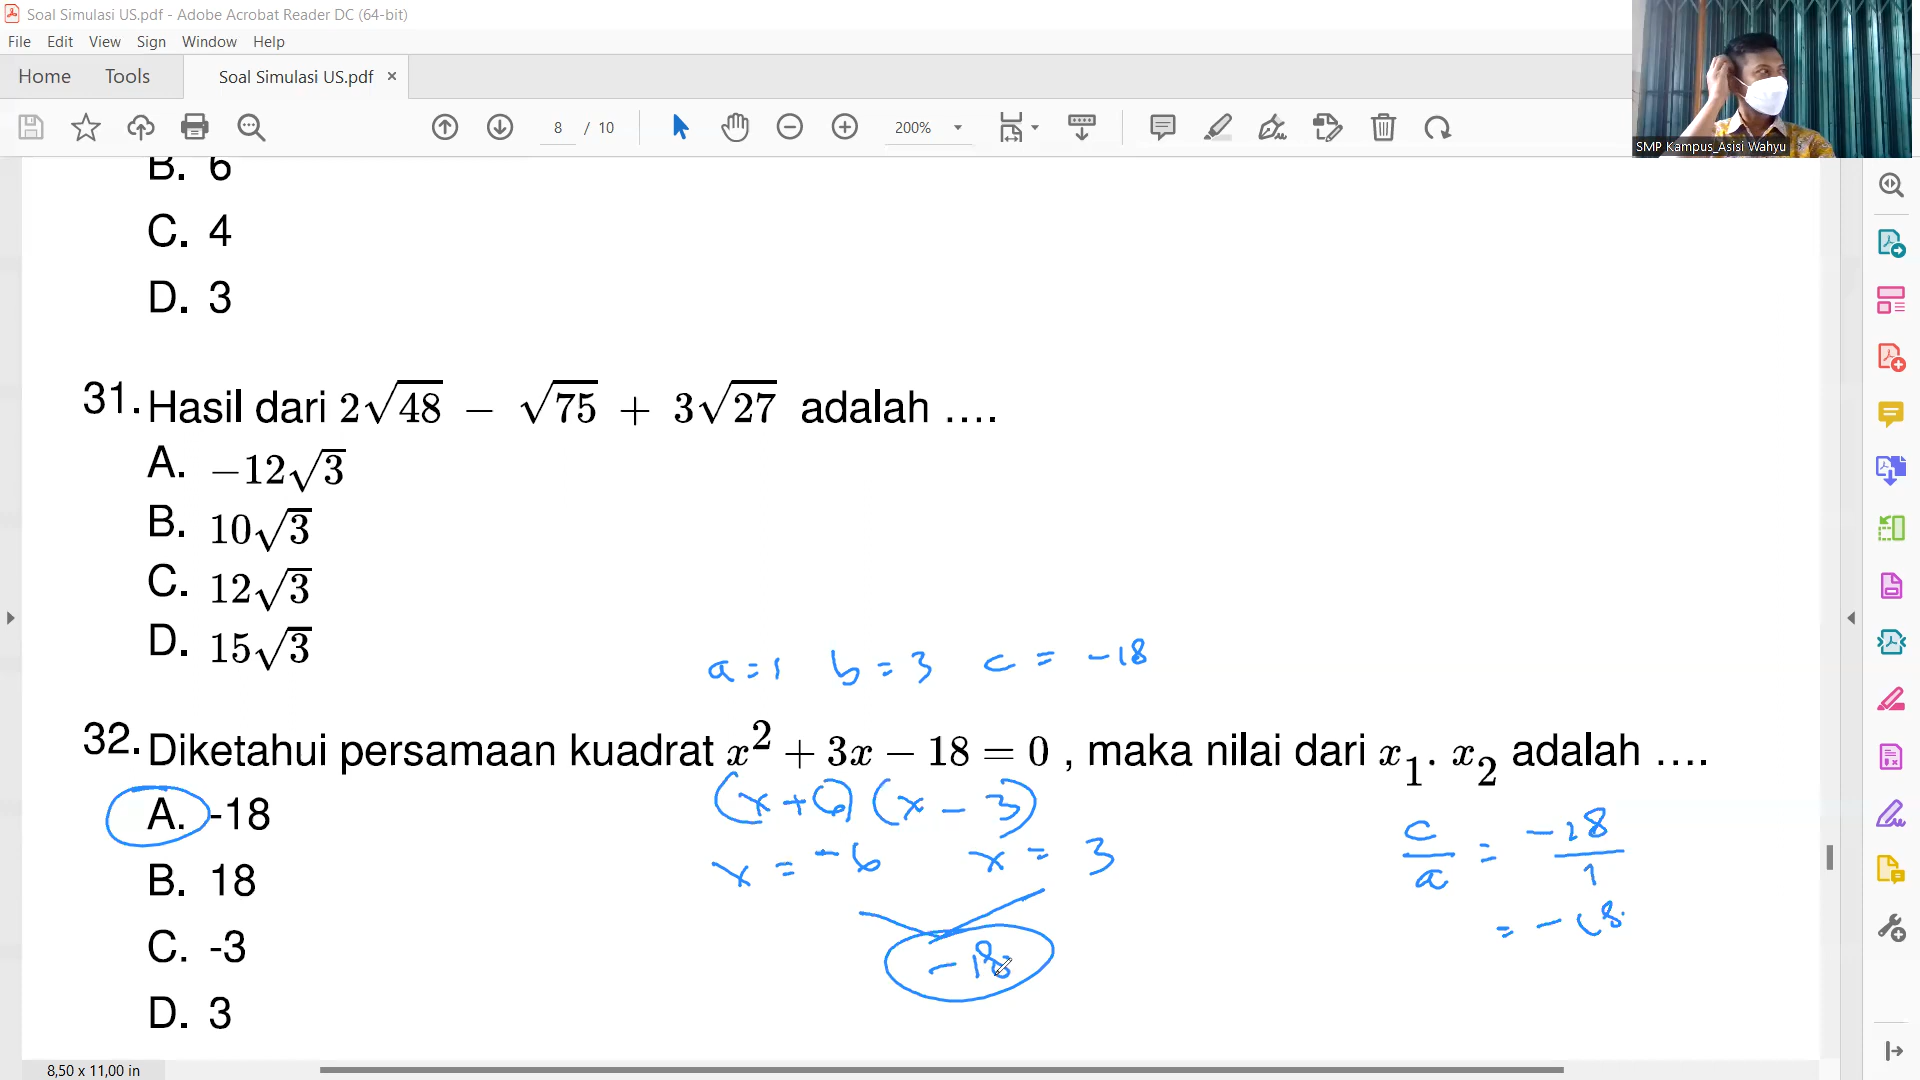 Soal Simulasi US.pdf - Adobe Acrobat Reader DC (64-bit)
File Edit View Sign Window Help
Home Tools Soal Simulasi US.pdf ×
8 / 10 200%
SMP Kampus_Asisi Wahyu
B. 6
C. 4
D. 3
31. Hasil dari 2√48 − √75 + 3√27 adalah ....
A. −12√3
B. 10√3
C. 12√3
D. 15√3
a = 1 b = 3 c = -18
32. Diketahui persamaan kuadrat x² + 3x − 18 = 0 , maka nilai dari x₁. x₂ adalah ....
(x + 6) (x - 3)
A. -18
x = -6 x = 3
c/a = -18/1
= -18
B. 18
C. -3
-18
D. 3
8,50 x 11,00 in